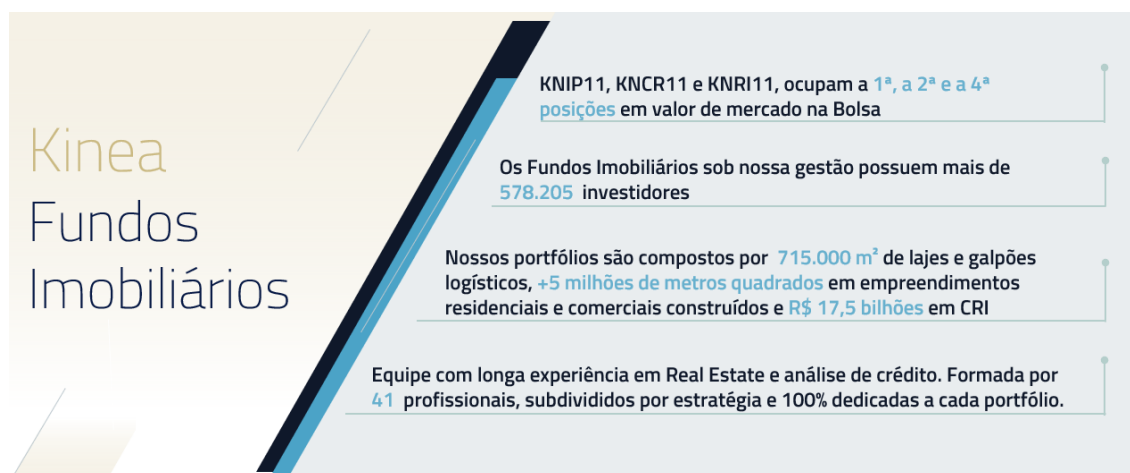 Kinea
Fundos
Imobiliários
KNIP11, KNCR11 e KNRI11, ocupam a 1ª, a 2ª e a 4ª
posições em valor de mercado na Bolsa
Os Fundos Imobiliários sob nossa gestão possuem mais de
578.205 investidores
Nossos portfólios são compostos por 715.000 m² de lajes e galpões
logísticos, +5 milhões de metros quadrados em empreendimentos
residenciais e comerciais construídos e R$ 17,5 bilhões em CRI
Equipe com longa experiência em Real Estate e análise de crédito. Formada por
41 profissionais, subdivididos por estratégia e 100% dedicadas a cada portfólio.